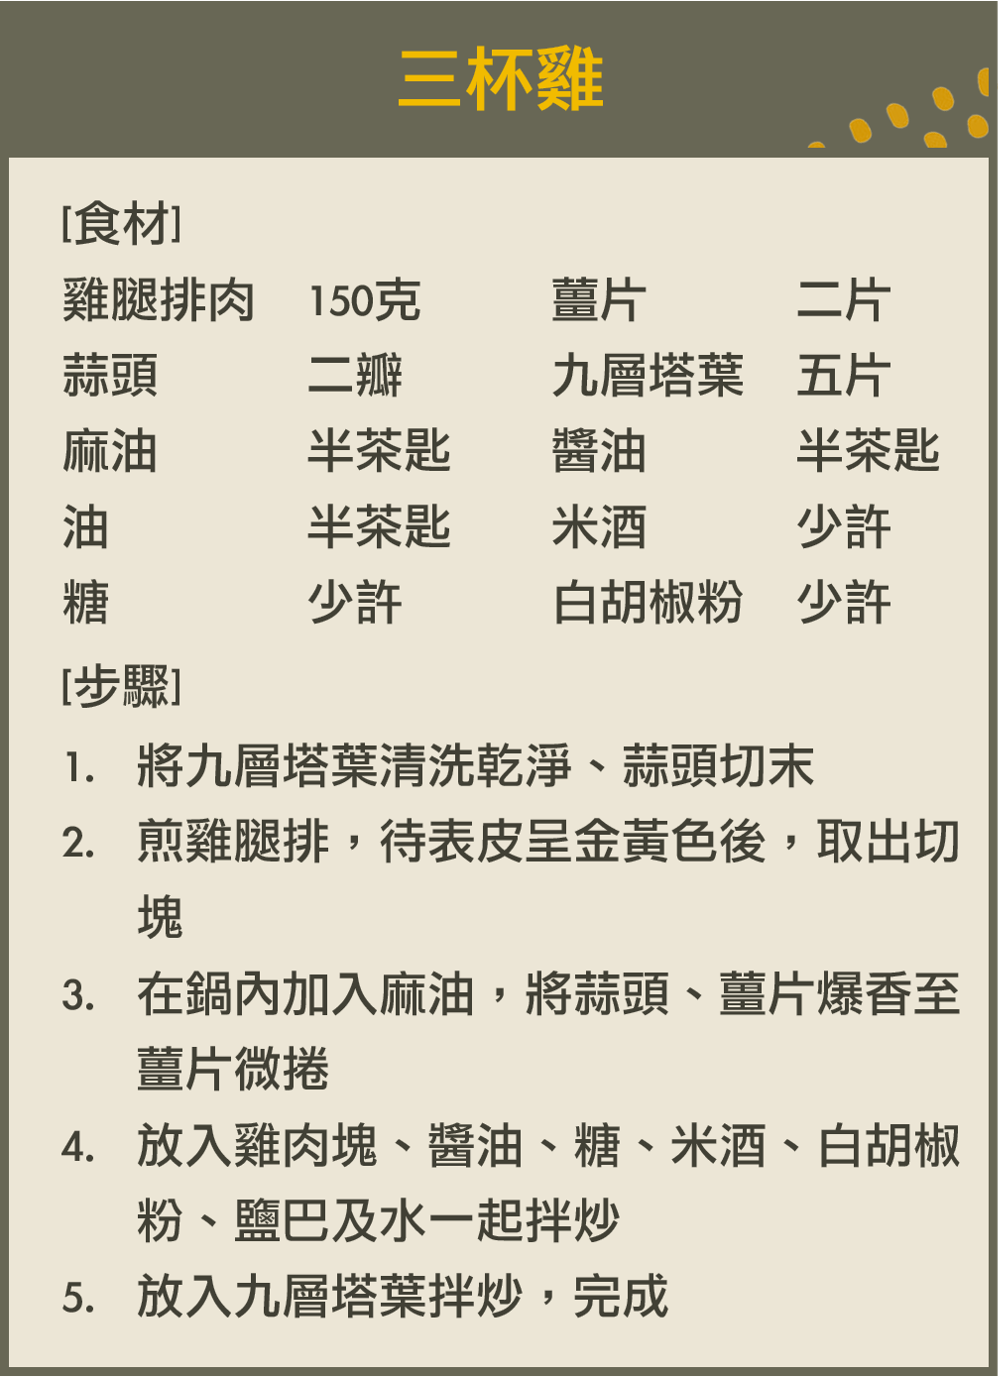 三杯雞
[食材]
雞腿排肉 150克 薑片 二片
蒜頭 二瓣 九層塔葉 五片
麻油 半茶匙 醬油 半茶匙
油 半茶匙 米酒 少許
糖 少許 白胡椒粉 少許
[步驟]
1. 將九層塔葉清洗乾淨、蒜頭切末
2. 煎雞腿排，待表皮呈金黃色後，取出切
塊
3. 在鍋內加入麻油，將蒜頭、薑片爆香至
薑片微捲
4. 放入雞肉塊、醬油、糖、米酒、白胡椒
粉、鹽巴及水一起拌炒
5. 放入九層塔葉拌炒，完成